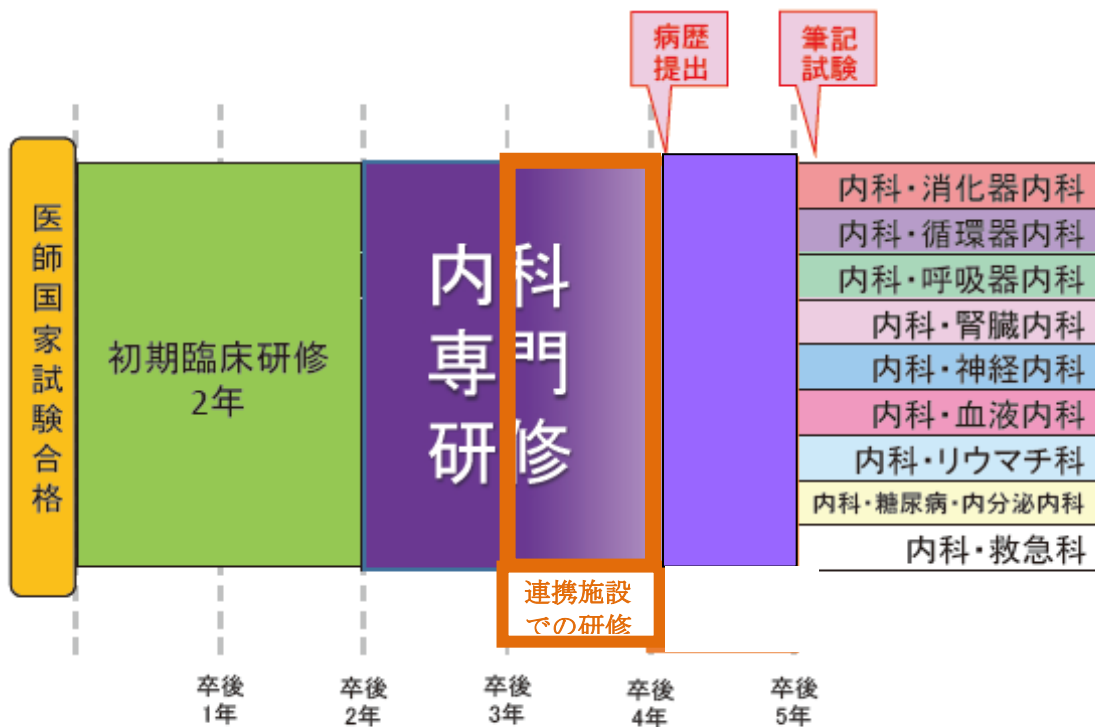 病歴
提出
筆記
試験
医師国家試験合格
初期臨床研修
2年
内科
専門
研修
連携施設
での研修
内科・消化器内科
内科・循環器内科
内科・呼吸器内科
内科・腎臓内科
内科・神経内科
内科・血液内科
内科・リウマチ科
内科・糖尿病・内分泌内科
内科・救急科
卒後
1年
卒後
2年
卒後
3年
卒後
4年
卒後
5年